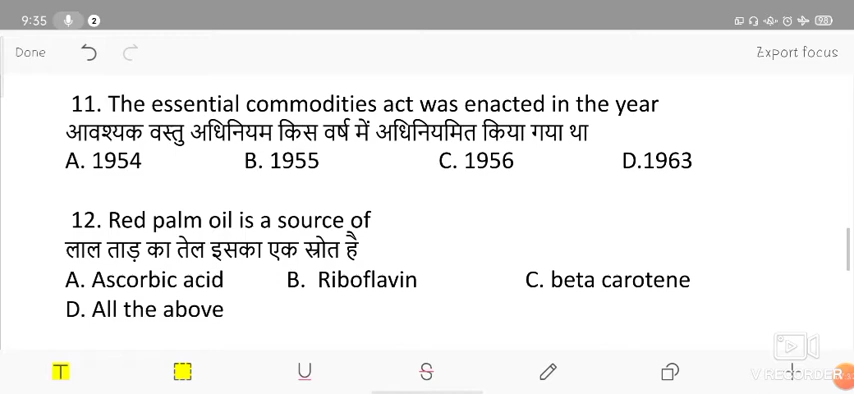 9:35
2
98
Done
Export focus
11. The essential commodities act was enacted in the year
आवश्यक वस्तु अधिनियम किस वर्ष में अधिनियमित किया गया था
A. 1954 B. 1955 C. 1956 D.1963
12. Red palm oil is a source of
लाल ताड़ का तेल इसका एक स्रोत है
A. Ascorbic acid B. Riboflavin C. beta carotene
D. All the above
T U S
V RECORDER